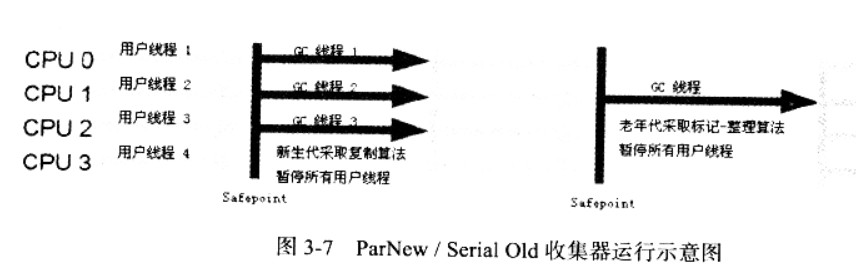 CPU 0 用户线程 1 GC 线程 1
CPU 1 用户线程 2 GC 线程 2
CPU 2 用户线程 3 GC 线程 3
CPU 3 用户线程 4
新生代采取复制算法
暂停所有用户线程
Safepoint
GC 线程
老年代采取标记-整理算法
暂停所有用户线程
Safepoint
图 3-7 ParNew / Serial Old 收集器运行示意图